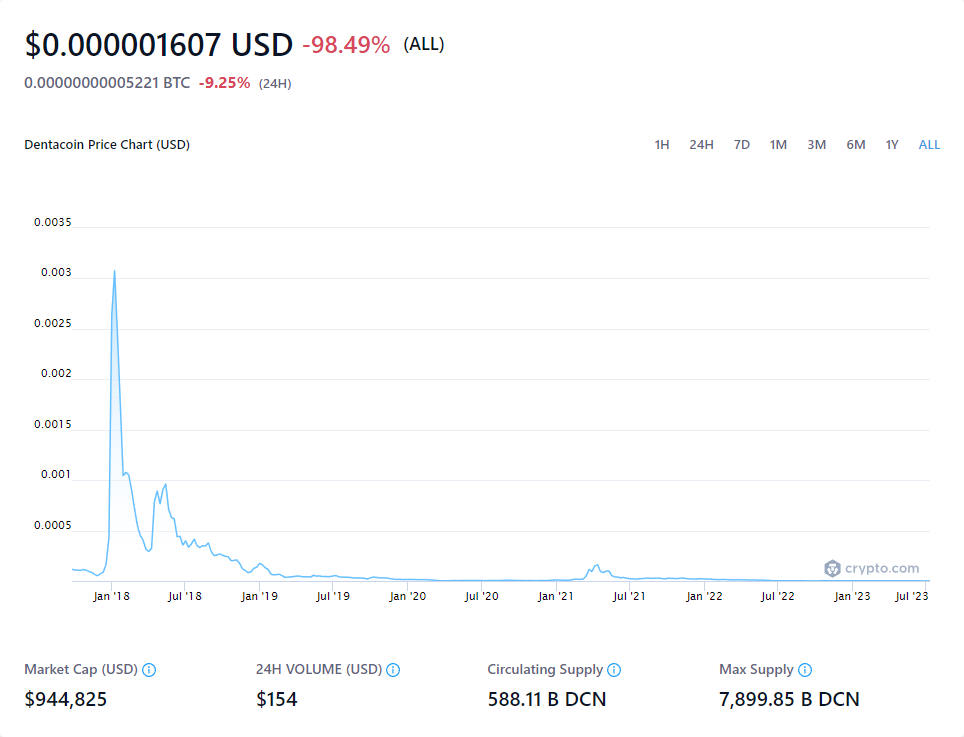 $0.000001607 USD -98.49% (ALL)
0.00000000005221 BTC -9.25% (24H)
Dentacoin Price Chart (USD) 1H 24H 7D 1M 3M 6M 1Y ALL
0.0035
0.003
0.0025
0.002
0.0015
0.001
0.0005
crypto.com
Jan '18 Jul '18 Jan '19 Jul '19 Jan '20 Jul '20 Jan '21 Jul '21 Jan '22 Jul '22 Jan '23 Jul '23
Market Cap (USD) 24H VOLUME (USD) Circulating Supply Max Supply
$944,825 $154 588.11 B DCN 7,899.85 B DCN